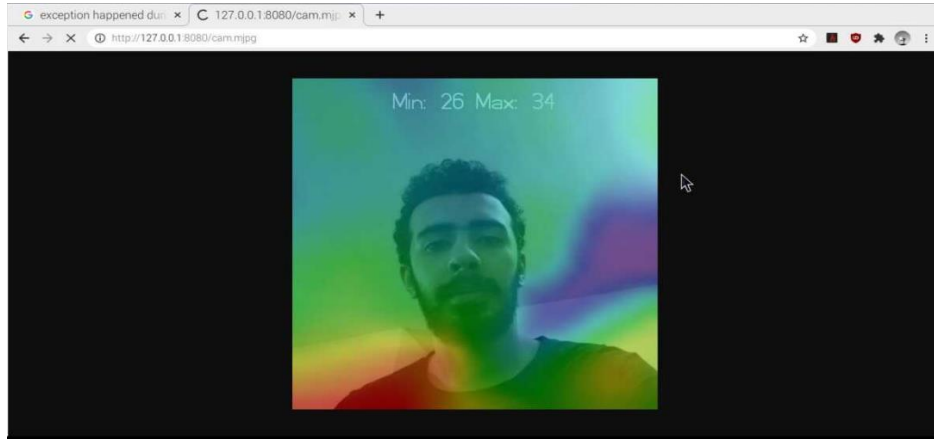 exception happened duri
127.0.0.1:8080/cam.mjp
http://127.0.0.1:8080/cam.mjpg
Min: 26 Max: 34